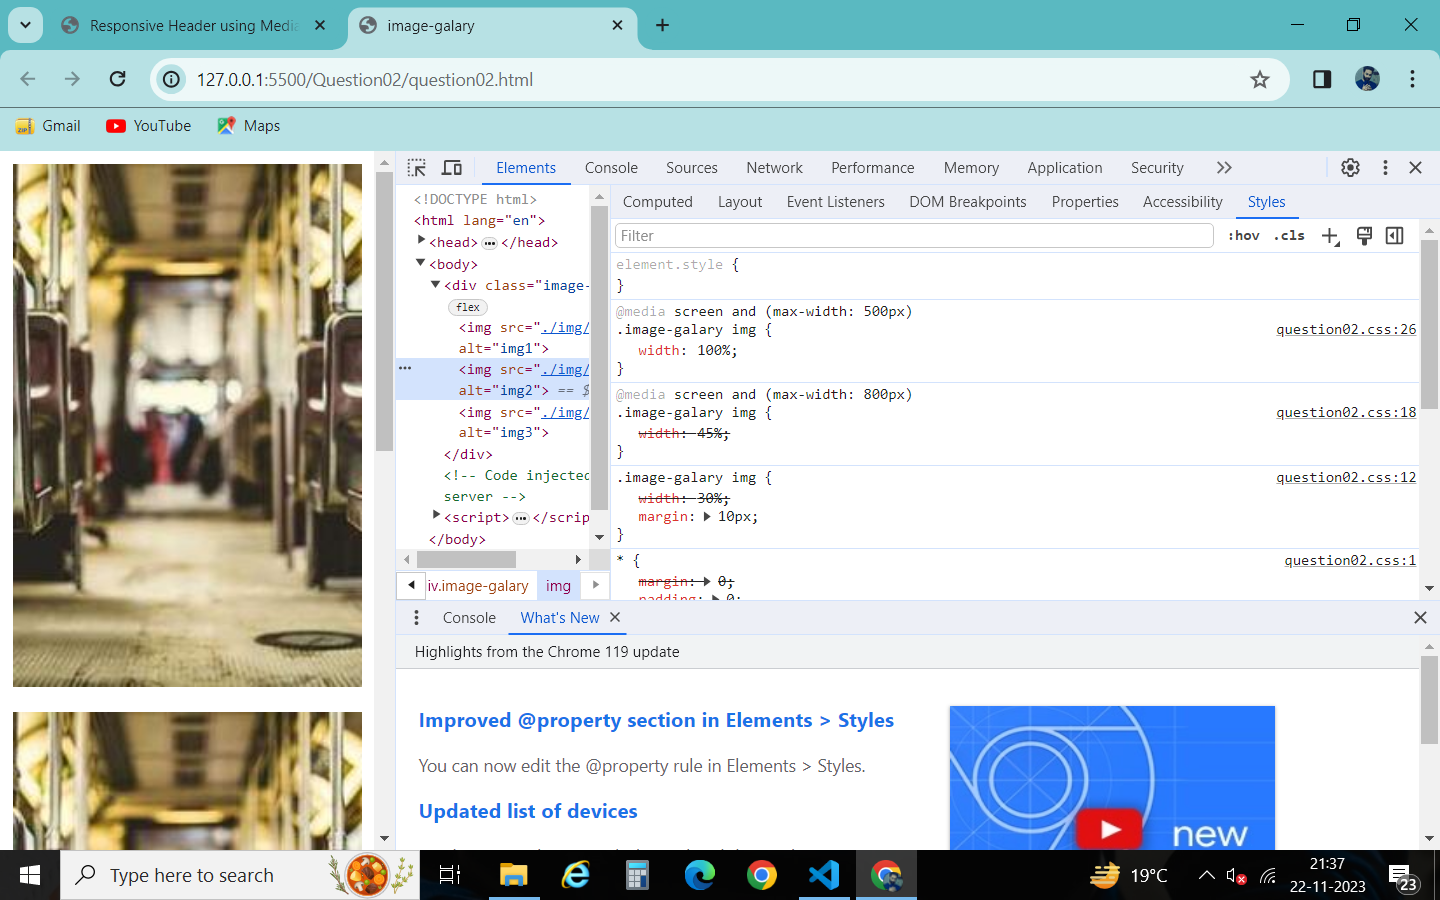 Responsive Header using Media
image-galary
127.0.0.1:5500/Question02/question02.html
Gmail
YouTube
Maps
Elements
Console
Sources
Network
Performance
Memory
Application
Security
<!DOCTYPE html>
<html lang="en">
<head> ••• </head>
<body>
<div class="image-
flex
<img src="./img/
alt="img1">
<img src="./img/
alt="img2"> == $
<img src="./img/
alt="img3">
</div>
<!-- Code injected
server -->
<script> ••• </scrip
</body>
iv.image-galary
img
Computed
Layout
Event Listeners
DOM Breakpoints
Properties
Accessibility
Styles
Filter
:hov
.cls
element.style {
}
@media screen and (max-width: 500px)
.image-galary img {
question02.css:26
width: 100%;
}
@media screen and (max-width: 800px)
.image-galary img {
question02.css:18
width: 45%;
}
.image-galary img {
question02.css:12
width: 30%;
margin: 10px;
}
* {
question02.css:1
margin: 0;
padding: 0;
Console
What's New
Highlights from the Chrome 119 update
Improved @property section in Elements > Styles
You can now edit the @property rule in Elements > Styles.
Updated list of devices
new
Type here to search
19°C
21:37
22-11-2023
23